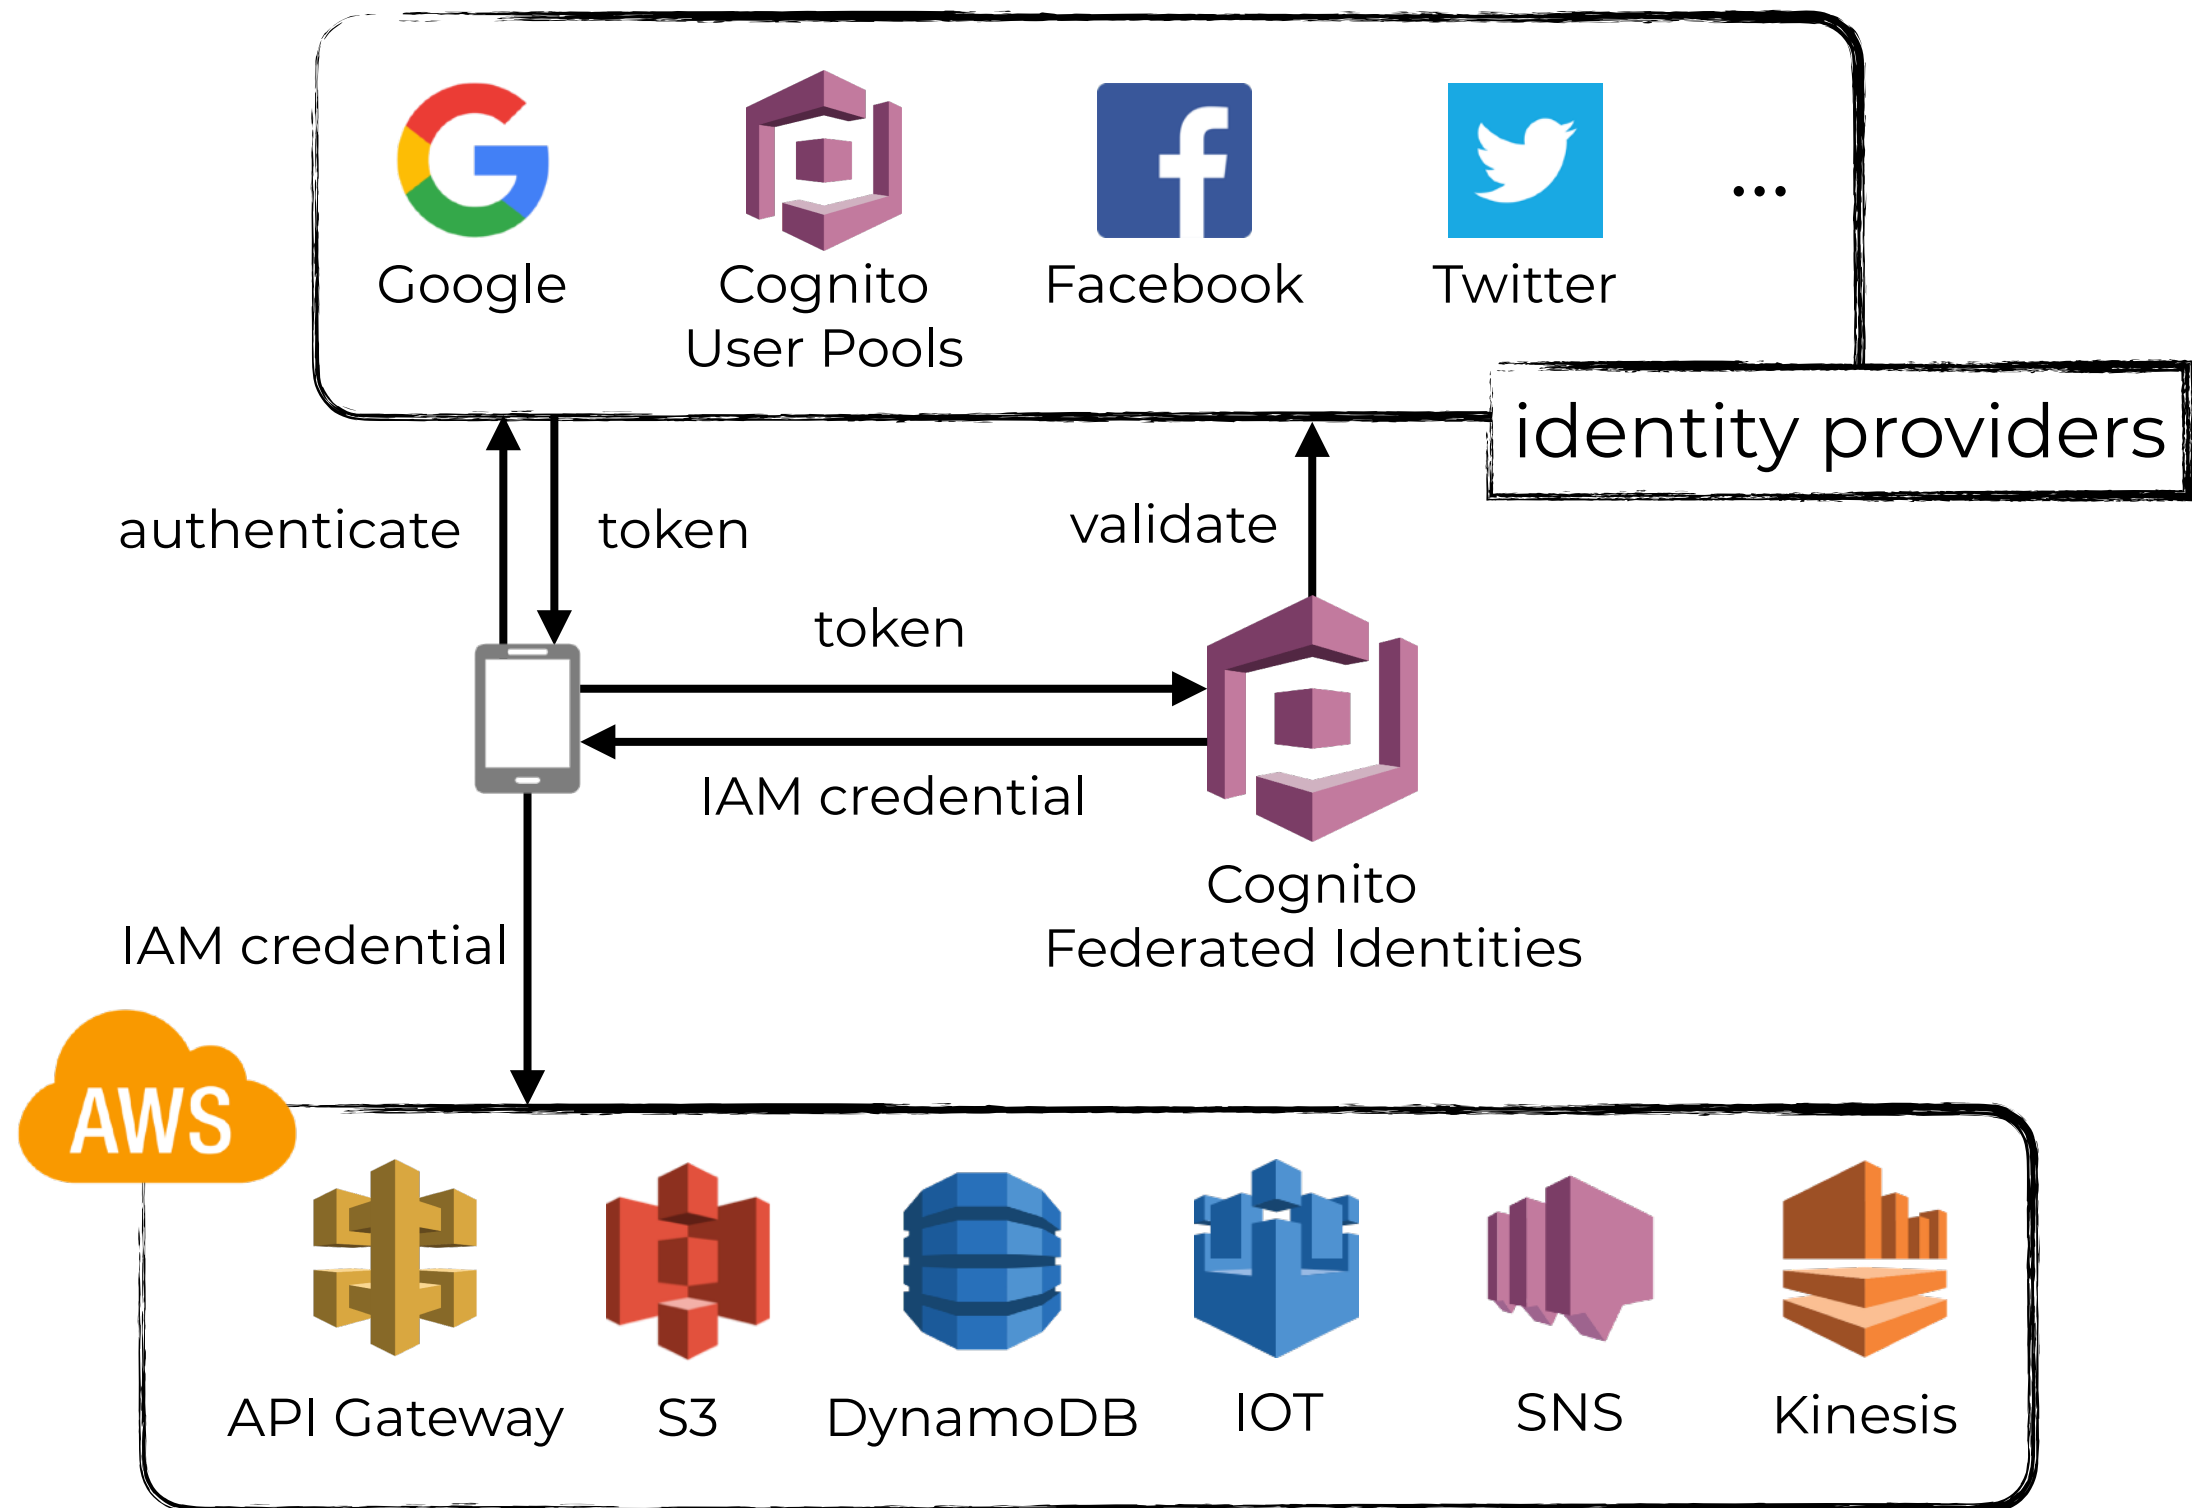 Google
Cognito
User Pools
Facebook
Twitter
...
identity providers
authenticate
token
validate
token
IAM credential
Cognito
Federated Identities
IAM credential
AWS
API Gateway
S3
DynamoDB
IOT
SNS
Kinesis